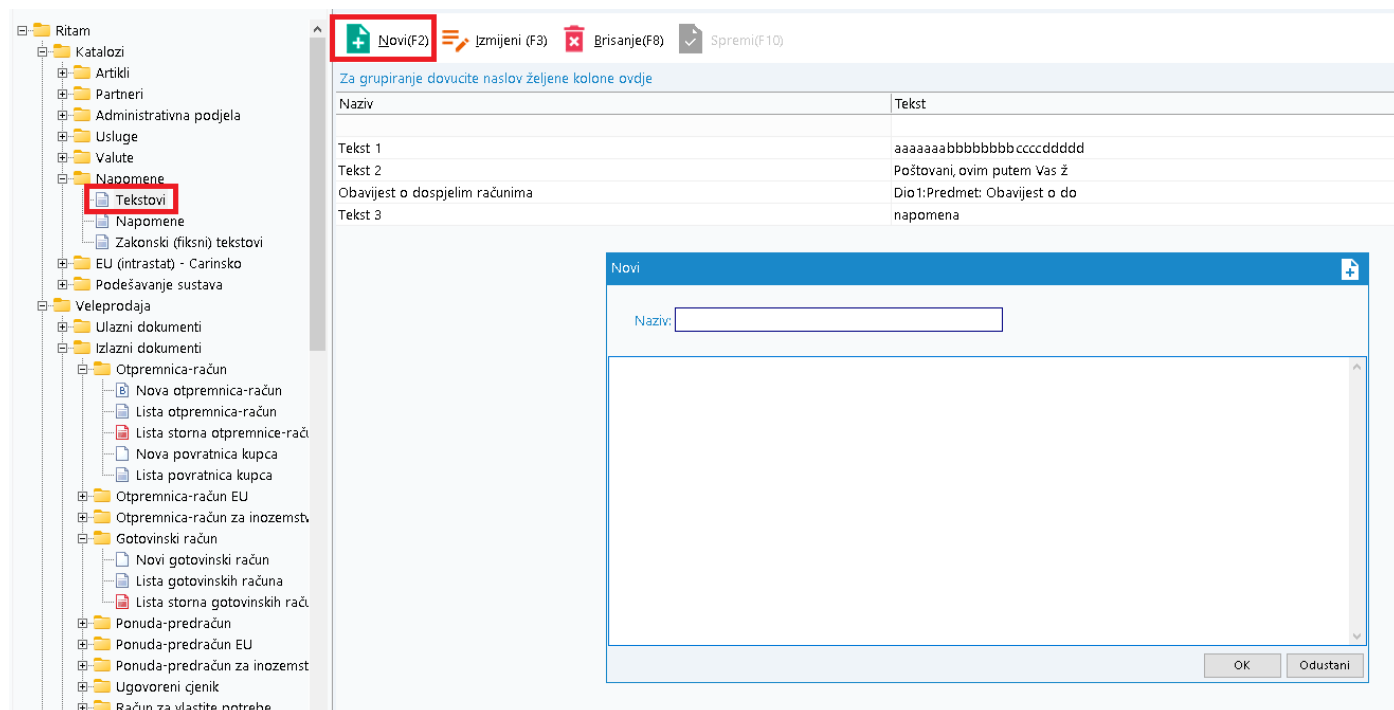 Ritam
Katalozi
Artikli
Partneri
Administrativna podjela
Usluge
Valute
Napomene
Tekstovi
Napomene
Zakonski (fiksni) tekstovi
EU (intrastat) - Carinsko
Podešavanje sustava
Veleprodaja
Ulazni dokumenti
Izlazni dokumenti
Otpremnica-račun
Nova otpremnica-račun
Lista otpremnica-račun
Lista storna otpremnice-raču
Nova povratnica kupca
Lista povratnica kupca
Otpremnica-račun EU
Otpremnica-račun za inozemstv
Gotovinski račun
Novi gotovinski račun
Lista gotovinskih računa
Lista storna gotovinskih raču
Ponuda-predračun
Ponuda-predračun EU
Ponuda-predračun za inozemst
Ugovoreni cjenik
Račun za vlastite potrebe
Novi(F2) Izmijeni (F3) Brisanje(F8) Spremi(F10)
Za grupiranje dovucite naslov željene kolone ovdje
Naziv Tekst
Tekst 1 aaaaaaabbbbbbbbbccccddddd
Tekst 2 Poštovani, ovim putem Vas ž
Obavijest o dospjelim računima Dio1:Predmet: Obavijest o do
Tekst 3 napomena
Novi
Naziv:
OK Odustani